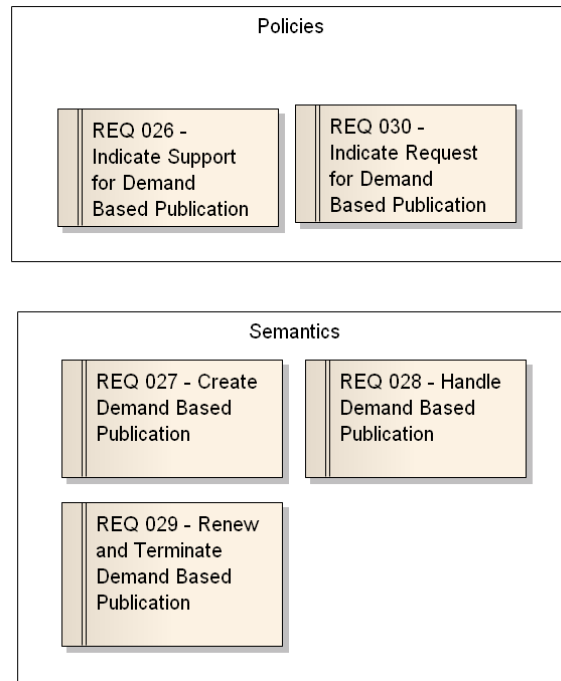 Policies
REQ 026 -
Indicate Support
for Demand
Based Publication
REQ 030 -
Indicate Request
for Demand
Based Publication
Semantics
REQ 027 - Create
Demand Based
Publication
REQ 028 - Handle
Demand Based
Publication
REQ 029 - Renew
and Terminate
Demand Based
Publication